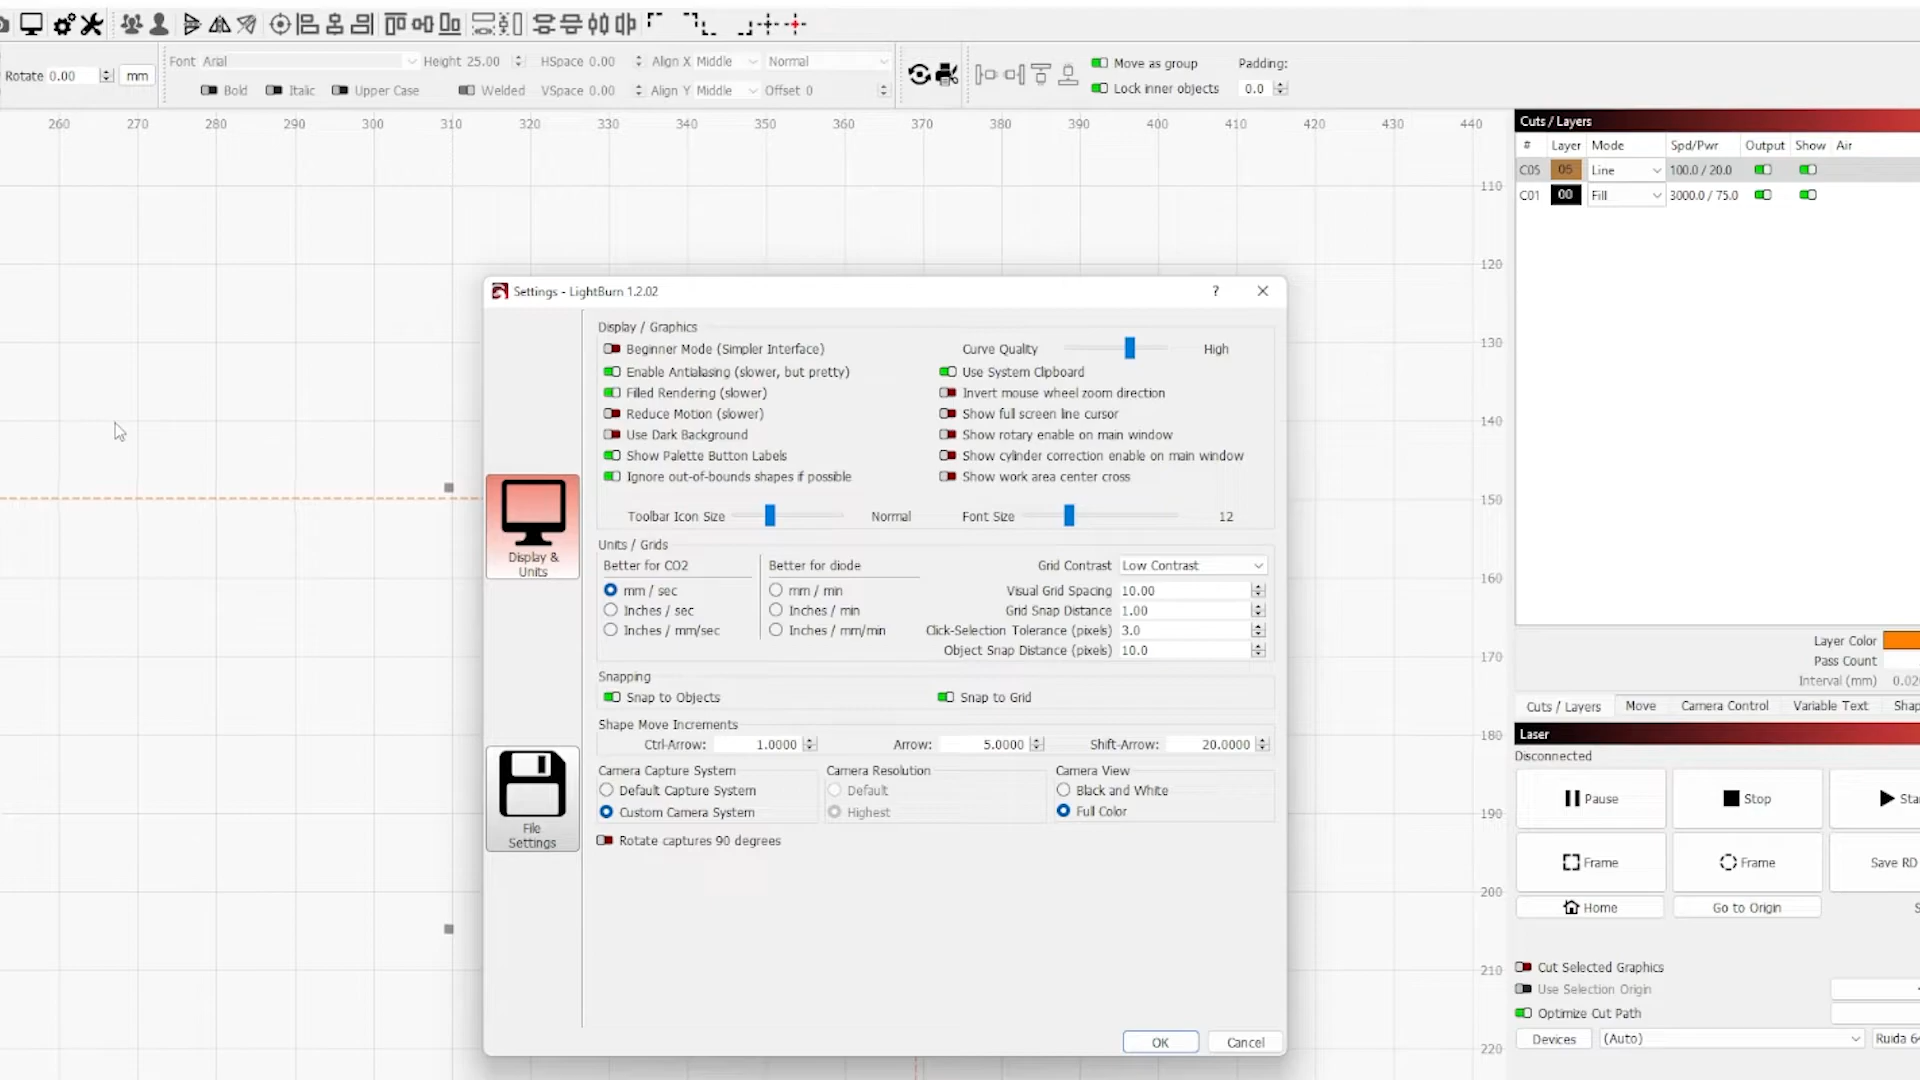 Font Arial
Height 25.00
HSpace 0.00
Align X Middle
Normal
Rotate 0.00
mm
Bold
Italic
Upper Case
Welded
VSpace 0.00
Align Y Middle
Offset 0
Move as group
Padding:
Lock inner objects
0.0
260 270 280 290 300 310 320 330 340 350 360 370 380 390 400 410 420 430 440
110
120
130
140
150
160
170
180
190
200
210
220
Cuts / Layers
# Layer Mode Spd/Pwr Output Show Air
C05 05 Line 100.0 / 20.0
C01 00 Fill 3000.0 / 75.0
Settings - LightBurn 1.2.02
?
Display & Units
File Settings
Display / Graphics
Beginner Mode (Simpler Interface)
Curve Quality High
Enable Antialiasing (slower, but pretty)
Use System Clipboard
Filled Rendering (slower)
Invert mouse wheel zoom direction
Reduce Motion (slower)
Show full screen line cursor
Use Dark Background
Show rotary enable on main window
Show Palette Button Labels
Show cylinder correction enable on main window
Ignore out-of-bounds shapes if possible
Show work area center cross
Toolbar Icon Size Normal
Font Size 12
Units / Grids
Better for CO2
Better for diode
Grid Contrast Low Contrast
mm / sec
mm / min
Visual Grid Spacing 10.00
Inches / sec
Inches / min
Grid Snap Distance 1.00
Inches / mm/sec
Inches / mm/min
Click-Selection Tolerance (pixels) 3.0
Object Snap Distance (pixels) 10.0
Snapping
Snap to Objects
Snap to Grid
Shape Move Increments
Ctrl-Arrow: 1.0000
Arrow: 5.0000
Shift-Arrow: 20.0000
Camera Capture System
Camera Resolution
Camera View
Default Capture System
Default
Black and White
Custom Camera System
Highest
Full Color
Rotate captures 90 degrees
OK
Cancel
Layer Color
Pass Count
Interval (mm) 0.02
Cuts / Layers
Move
Camera Control
Variable Text
Shap
Laser
Disconnected
Pause
Stop
Sta
Frame
Frame
Save RD
Home
Go to Origin
S
Cut Selected Graphics
Use Selection Origin
Optimize Cut Path
Devices
(Auto)
Ruida 64